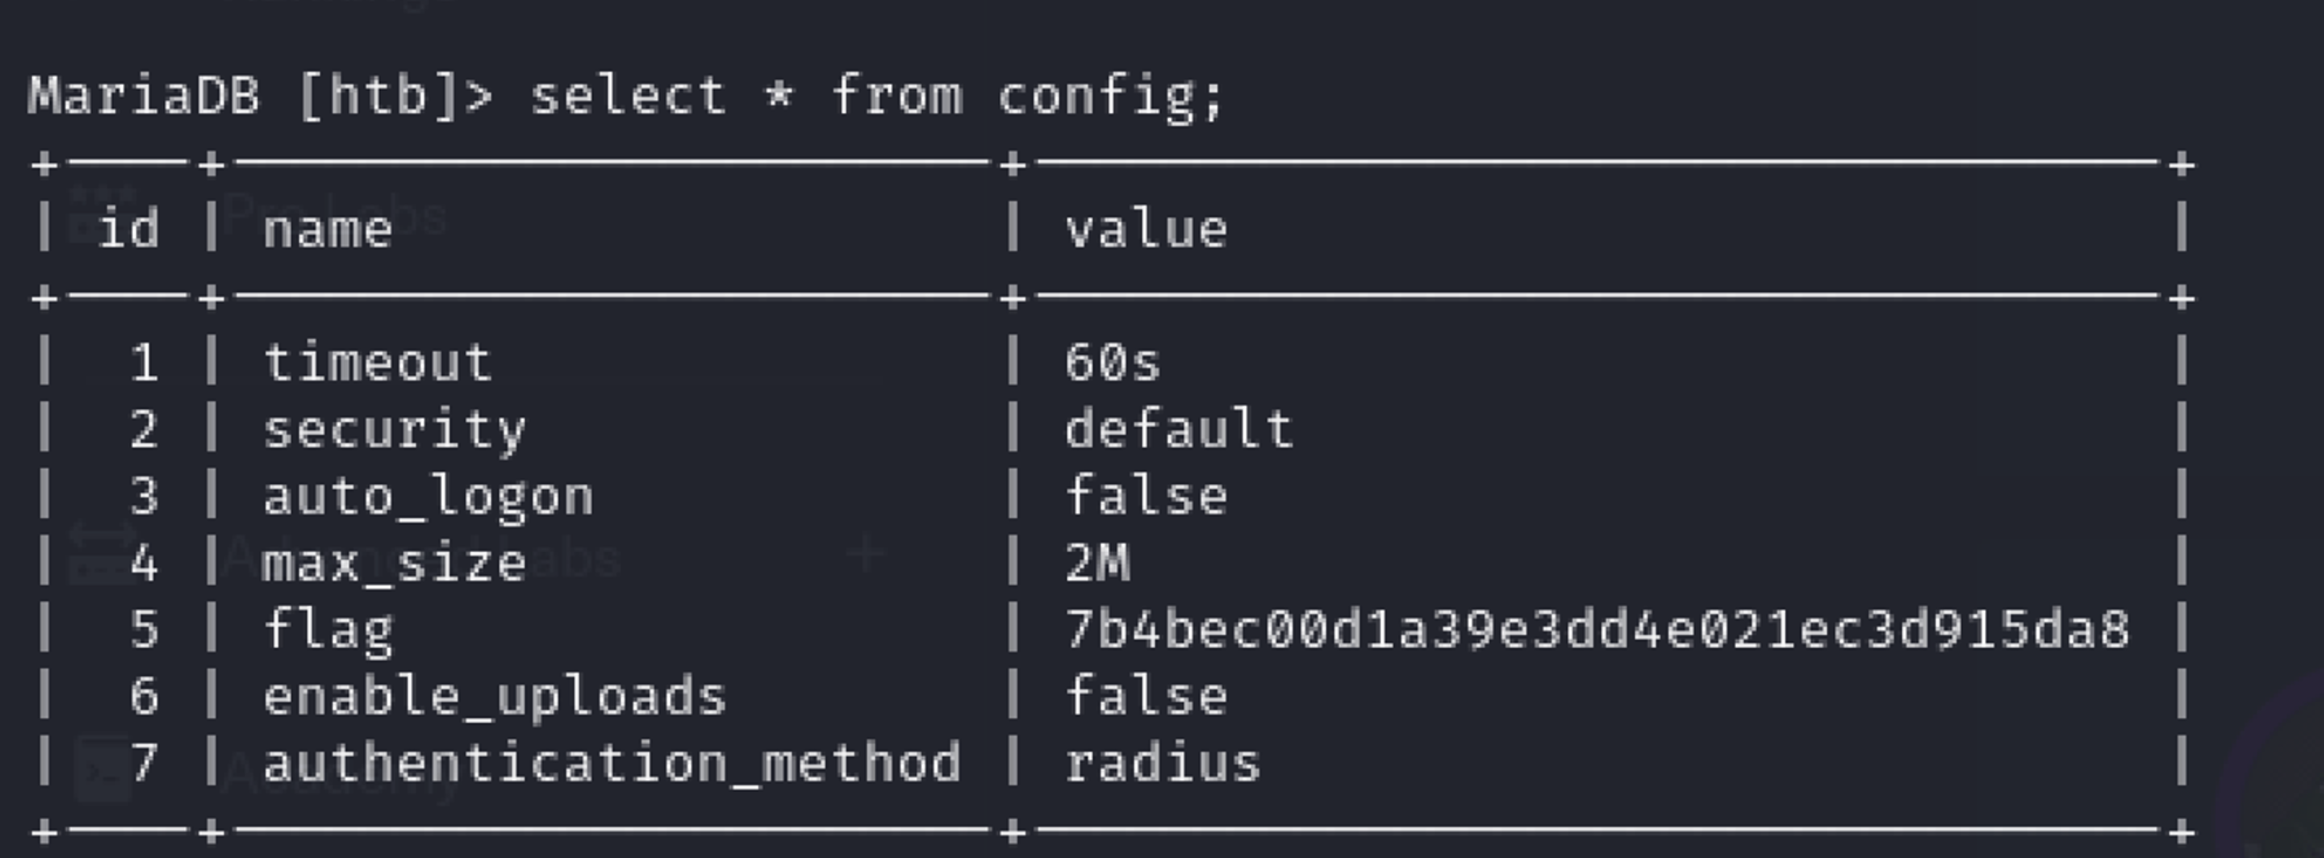 MariaDB [htb]> select * from config;
| id | name | value |
| 1 | timeout | 60s |
| 2 | security | default |
| 3 | auto_logon | false |
| 4 | max_size | 2M |
| 5 | flag | 7b4bec00d1a39e3dd4e021ec3d915da8 |
| 6 | enable_uploads | false |
| 7 | authentication_method | radius |